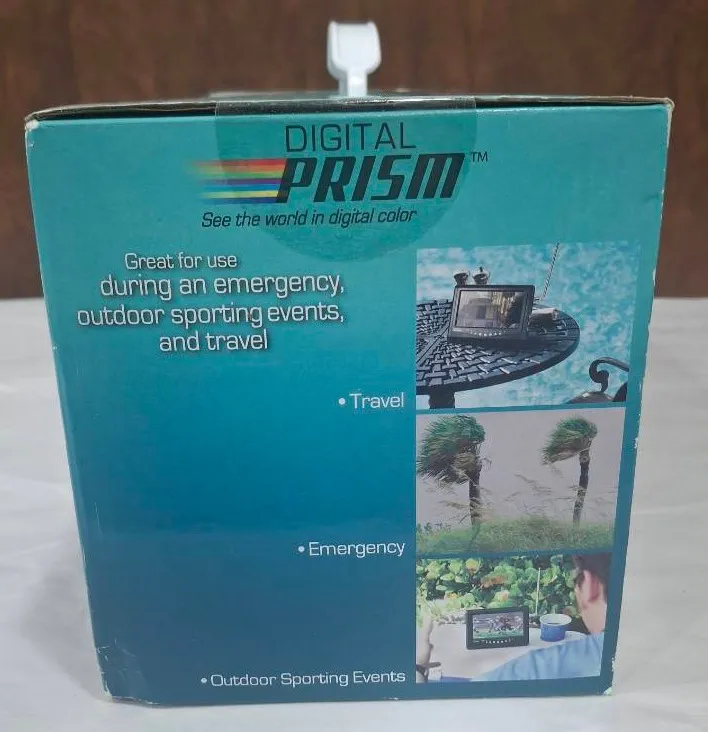 DIGITAL
PRISM™
See the world in digital color
Great for use
during an emergency,
outdoor sporting events,
and travel
• Travel
• Emergency
• Outdoor Sporting Events